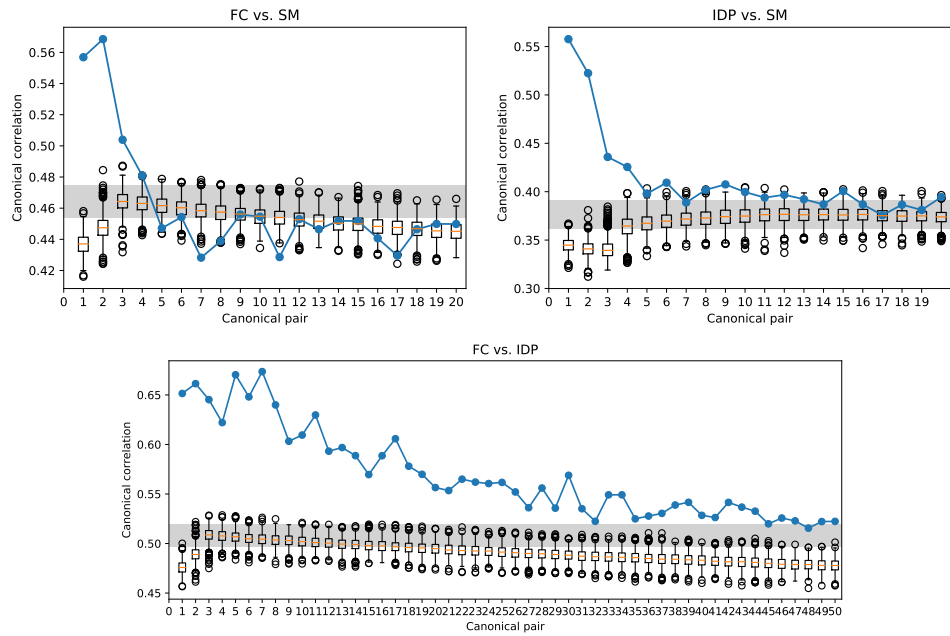 FC vs. SM
Canonical correlation
0.56
0.54
0.52
0.50
0.48
0.46
0.44
0.42
0 1 2 3 4 5 6 7 8 9 10 11 12 13 14 15 16 17 18 19 20
Canonical pair
IDP vs. SM
Canonical correlation
0.55
0.50
0.45
0.40
0.35
0.30
0 1 2 3 4 5 6 7 8 9 10 11 12 13 14 15 16 17 18 19
Canonical pair
FC vs. IDP
Canonical correlation
0.65
0.60
0.55
0.50
0.45
0 1 2 3 4 5 6 7 8 9 1011121314151617181920212223242526272829303132333435363738394041424344454647484950
Canonical pair